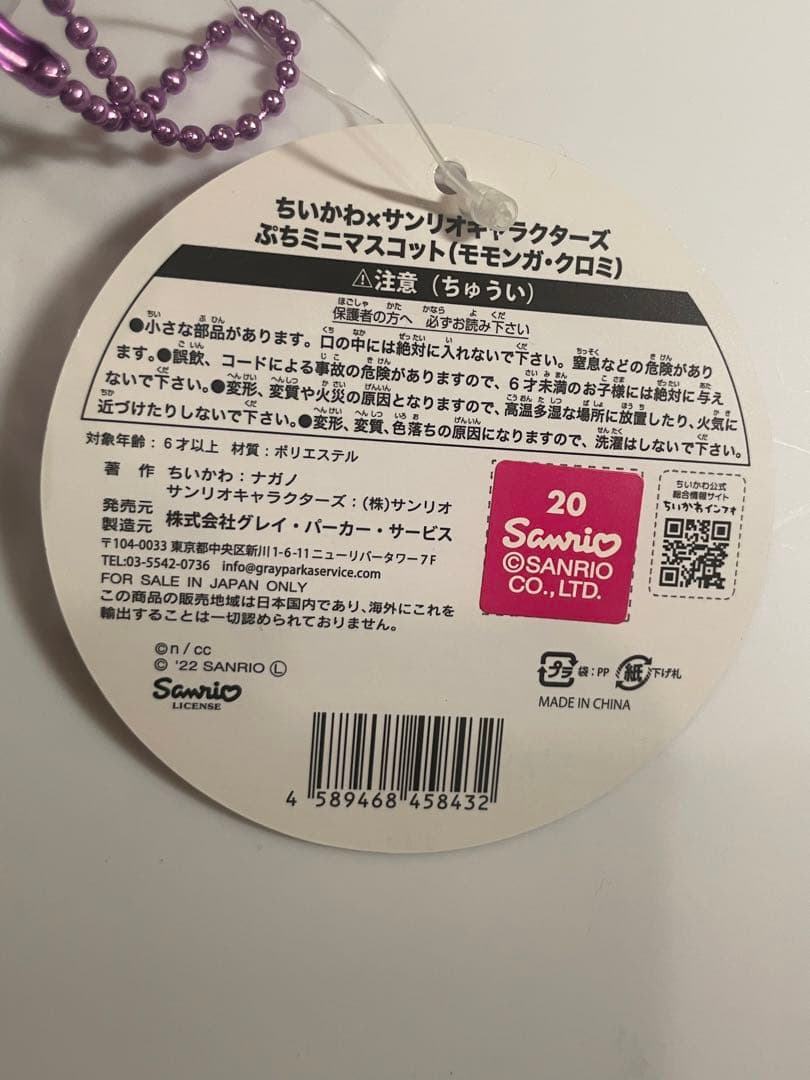 ちいかわ×サンリオキャラクターズ
ぷちミニマスコット(モモンガ・クロミ)
⚠注意(ちゅうい)
保護者の方へ 必ずお読み下さい
●小さな部品があります。口の中には絶対に入れないで下さい。窒息などの危険があり
ます。●誤飲、コードによる事故の危険がありますので、6才未満のお子様には絶対に与え
ないで下さい。●変形、変質や火災の原因となりますので、高温多湿な場所に放置したり、火気に
近づけたりしないで下さい。●変形、変質、色落ちの原因になりますので、洗濯はしないで下さい。
対象年齢:6才以上 材質:ポリエステル
著 作 ちいかわ:ナガノ
サンリオキャラクターズ:(株)サンリオ
発売元
製造元 株式会社グレイ・パーカー・サービス
〒104-0033 東京都中央区新川1-6-11 ニューリバータワー7F
TEL:03-5542-0736 info@grayparkaservice.com
FOR SALE IN JAPAN ONLY
この商品の販売地域は日本国内であり、海外にこれを
輸出することは一切認められておりません。
20
Sanrio
©SANRIO
CO.,LTD.
ちいかわ公式
総合情報サイト
ちいかわインフォ
©n / cc
© '22 SANRIO Ⓛ
Sanrio
LICENSE
プラ 袋:PP 紙 下げ札
MADE IN CHINA
4 589468 458432